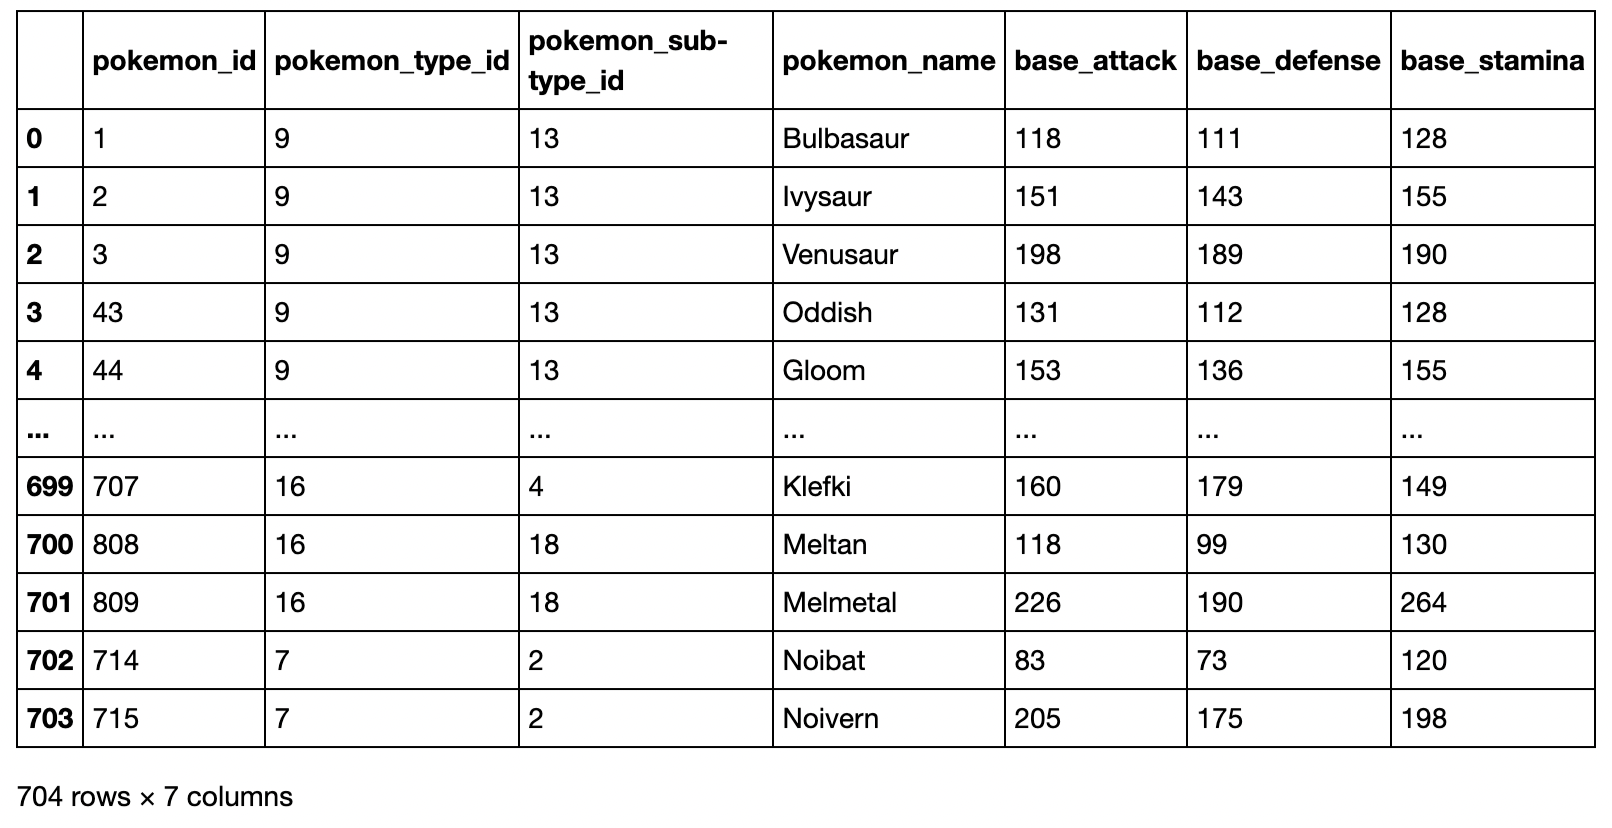 pokemon_id pokemon_type_id pokemon_sub-type_id pokemon_name base_attack base_defense base_stamina
0 1 9 13 Bulbasaur 118 111 128
1 2 9 13 Ivysaur 151 143 155
2 3 9 13 Venusaur 198 189 190
3 43 9 13 Oddish 131 112 128
4 44 9 13 Gloom 153 136 155
... ... ... ... ... ... ... ...
699 707 16 4 Klefki 160 179 149
700 808 16 18 Meltan 118 99 130
701 809 16 18 Melmetal 226 190 264
702 714 7 2 Noibat 83 73 120
703 715 7 2 Noivern 205 175 198
704 rows × 7 columns